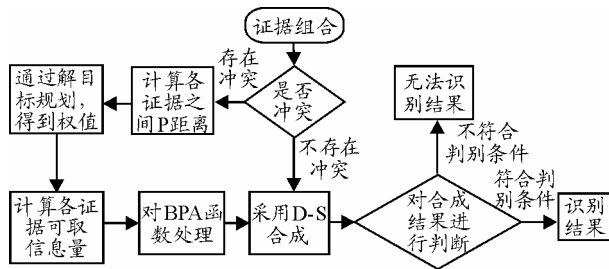 证据组合
存在
冲突
是否
冲突
计算各
证据之
间P距离
通过解目
标规划,
得到权值
不存在
冲突
计算各证
据可取
信息量
对BPA函
数处理
采用D-S
合成
对合成
结果进
行判断
不符合
判别条件
无法识
别结果
符合判
别条件
识别
结果